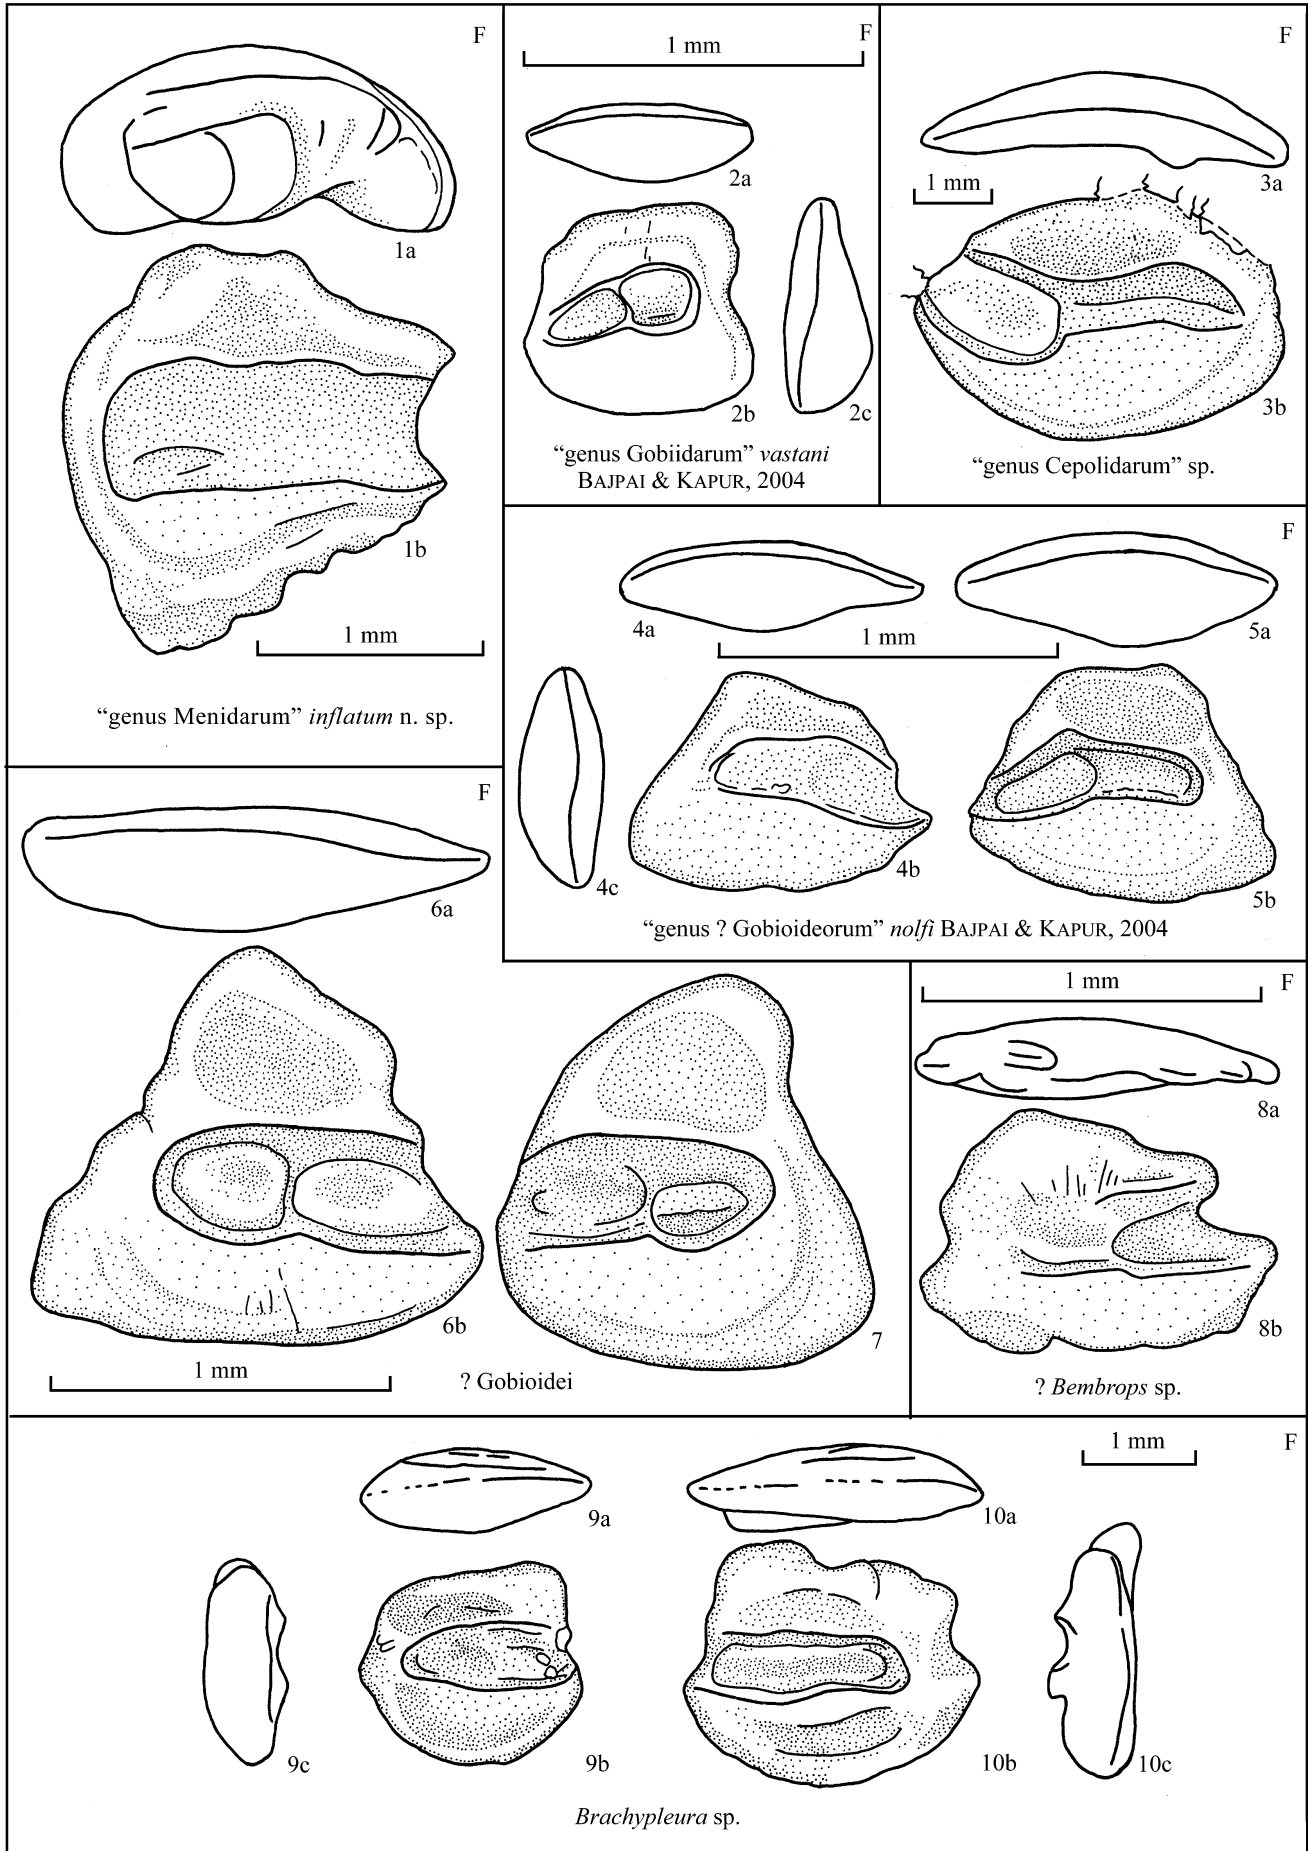 F
1a
1b
1 mm
“genus Menidarum” inflatum n. sp.
F
1 mm
2a
2b
2c
“genus Gobiidarum” vastani
BAJPAI & KAPUR, 2004
F
3a
1 mm
3b
“genus Cepolidarum” sp.
F
4a
1 mm
5a
4c
4b
5b
“genus ? Gobioideorum” nolfi BAJPAI & KAPUR, 2004
F
6a
6b
7
1 mm
? Gobioidei
1 mm
F
8a
8b
? Bembrops sp.
1 mm
F
9a
10a
9c
9b
10b
10c
Brachypleura sp.